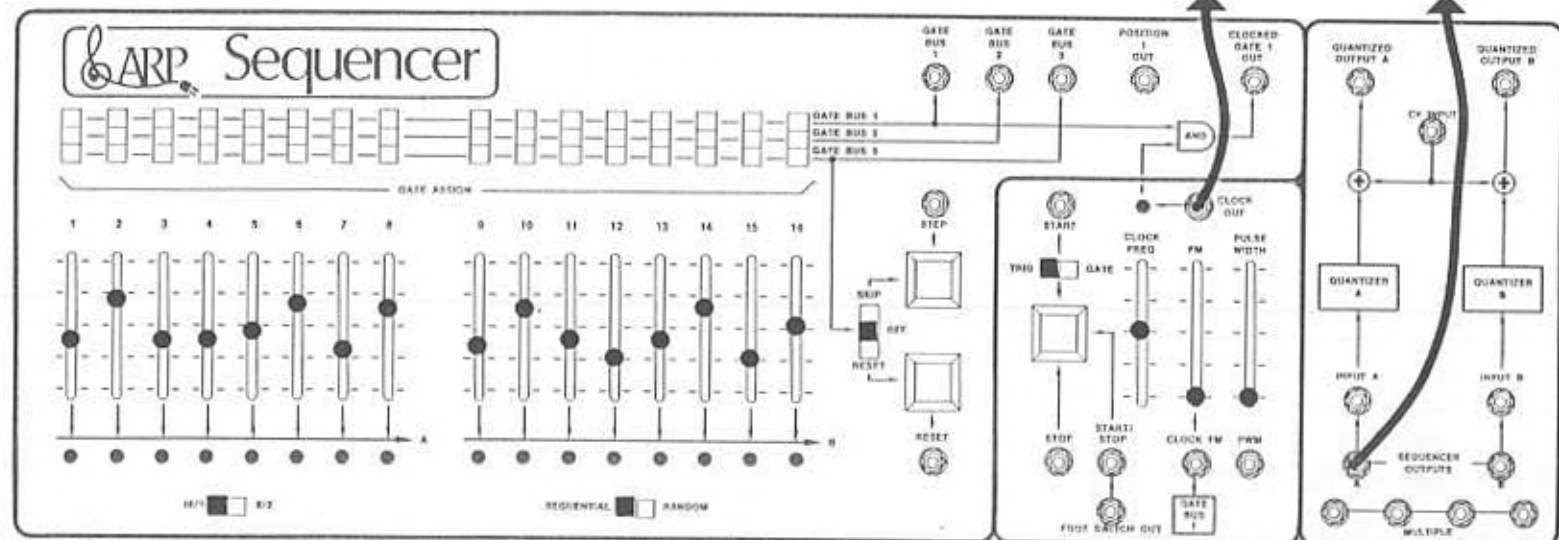 ARP Sequencer
GATE BUS 1
GATE BUS 2
GATE BUS 3
POSITION 1 OUT
CLOCKED GATE 1 OUT
GATE BUS 1
GATE BUS 2
GATE BUS 3
AND
GATE ASSIGN
1 2 3 4 5 6 7 8
9 10 11 12 13 14 15 16
A
B
16/1 8/2
SEQUENTIAL RANDOM
STEP
SKIP
OFF
RESET
RESET
START
TRIG GATE
STOP
START/ STOP
FOOT SWITCH OUT
CLOCK OUT
CLOCK FREQ
FM
PULSE WIDTH
CLOCK FM
PWM
GATE BUS 1
QUANTIZED OUTPUT A
QUANTIZED OUTPUT B
CV INPUT
QUANTIZER A
QUANTIZER B
INPUT A
INPUT B
SEQUENCER OUTPUTS
A
B
MULTIPLE